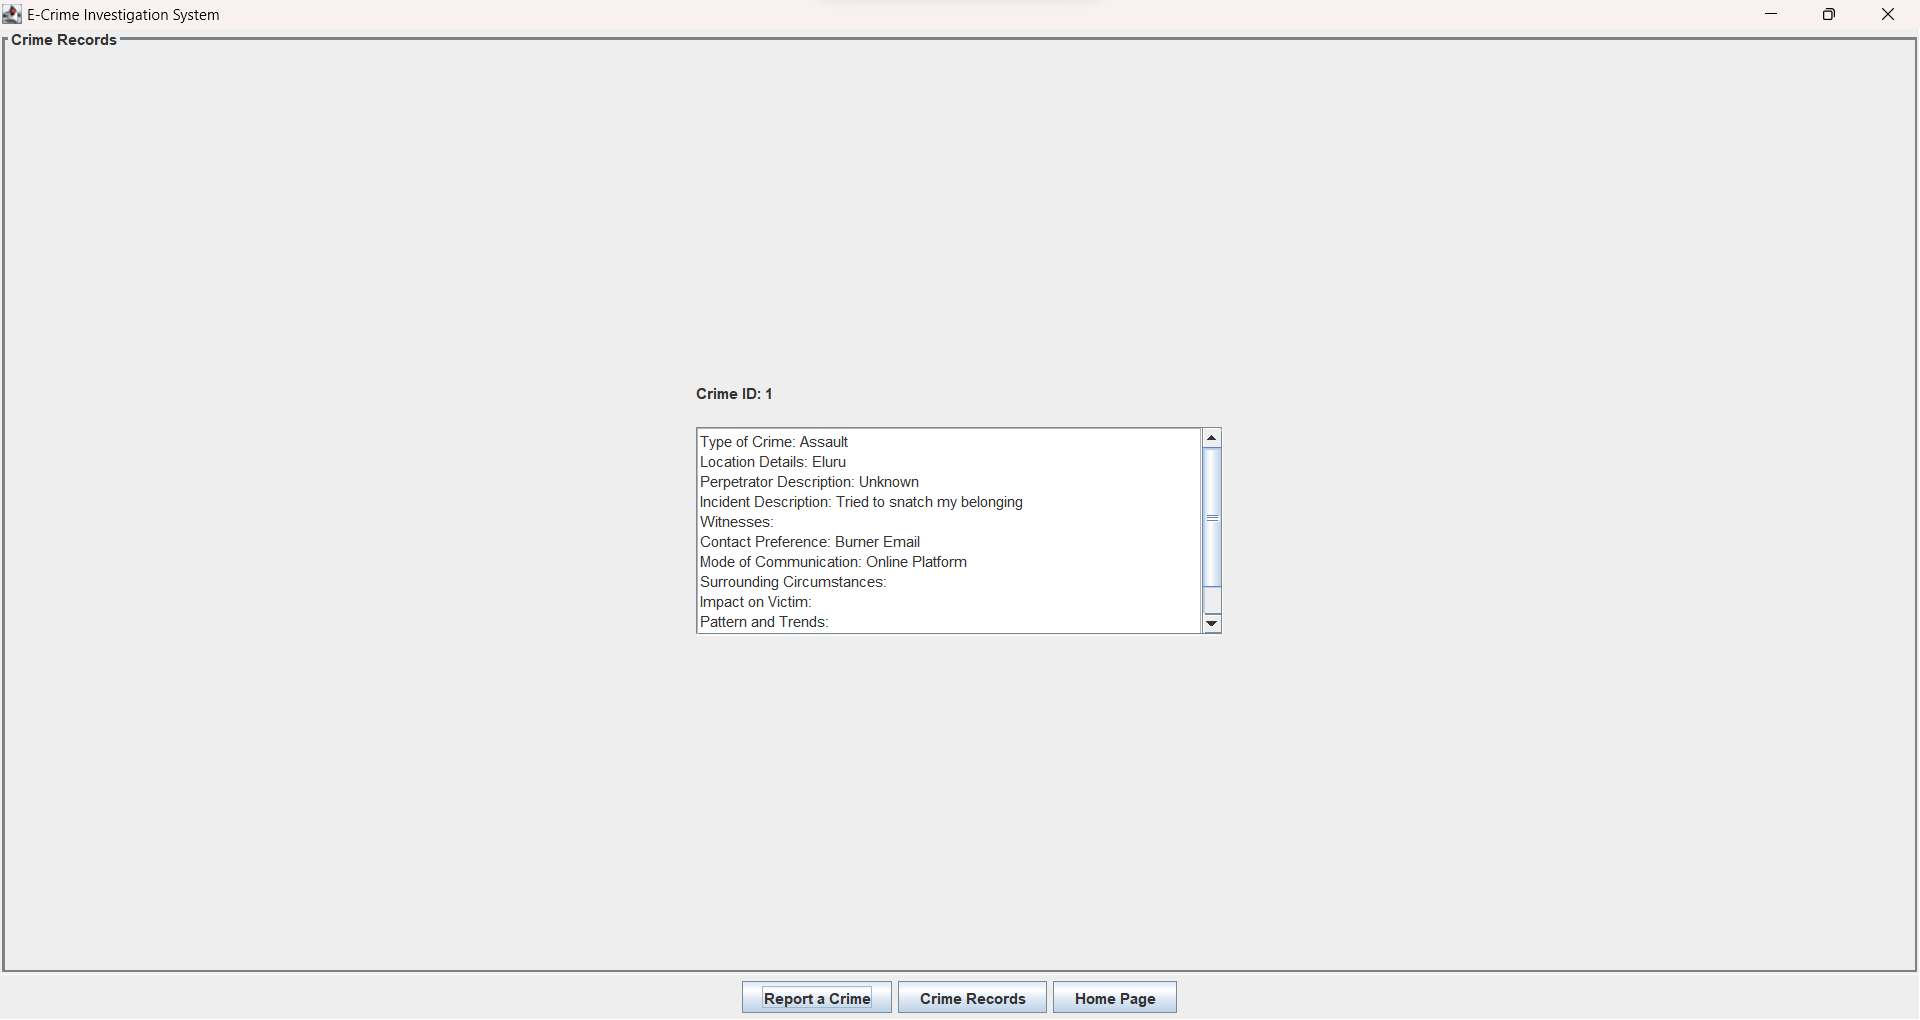 E-Crime Investigation System
Crime Records
Crime ID: 1
Type of Crime: Assault
Location Details: Eluru
Perpetrator Description: Unknown
Incident Description: Tried to snatch my belonging
Witnesses:
Contact Preference: Burner Email
Mode of Communication: Online Platform
Surrounding Circumstances:
Impact on Victim:
Pattern and Trends:
Report a Crime
Crime Records
Home Page